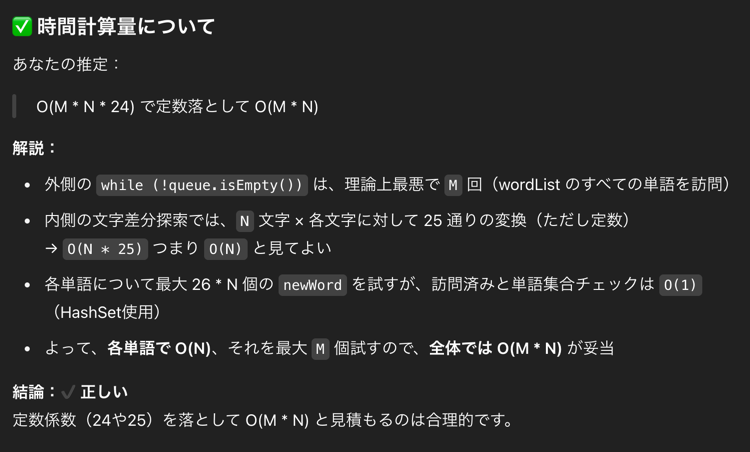 ✅ 時間計算量について
あなたの推定：
O(M * N * 24) で定数落として O(M * N)
解説：
• 外側の while (!queue.isEmpty()) は、理論上最悪で M 回（wordList のすべての単語を訪問）
• 内側の文字差分探索では、N 文字 × 各文字に対して 25 通りの変換（ただし定数）
→ O(N * 25) つまり O(N) と見てよい
• 各単語について最大 26 * N 個の newWord を試すが、訪問済みと単語集合チェックは O(1)
（HashSet使用）
• よって、各単語で O(N)、それを最大 M 個試すので、全体では O(M * N) が妥当
結論：✔ 正しい
定数係数（24や25）を落として O(M * N) と見積もるのは合理的です。